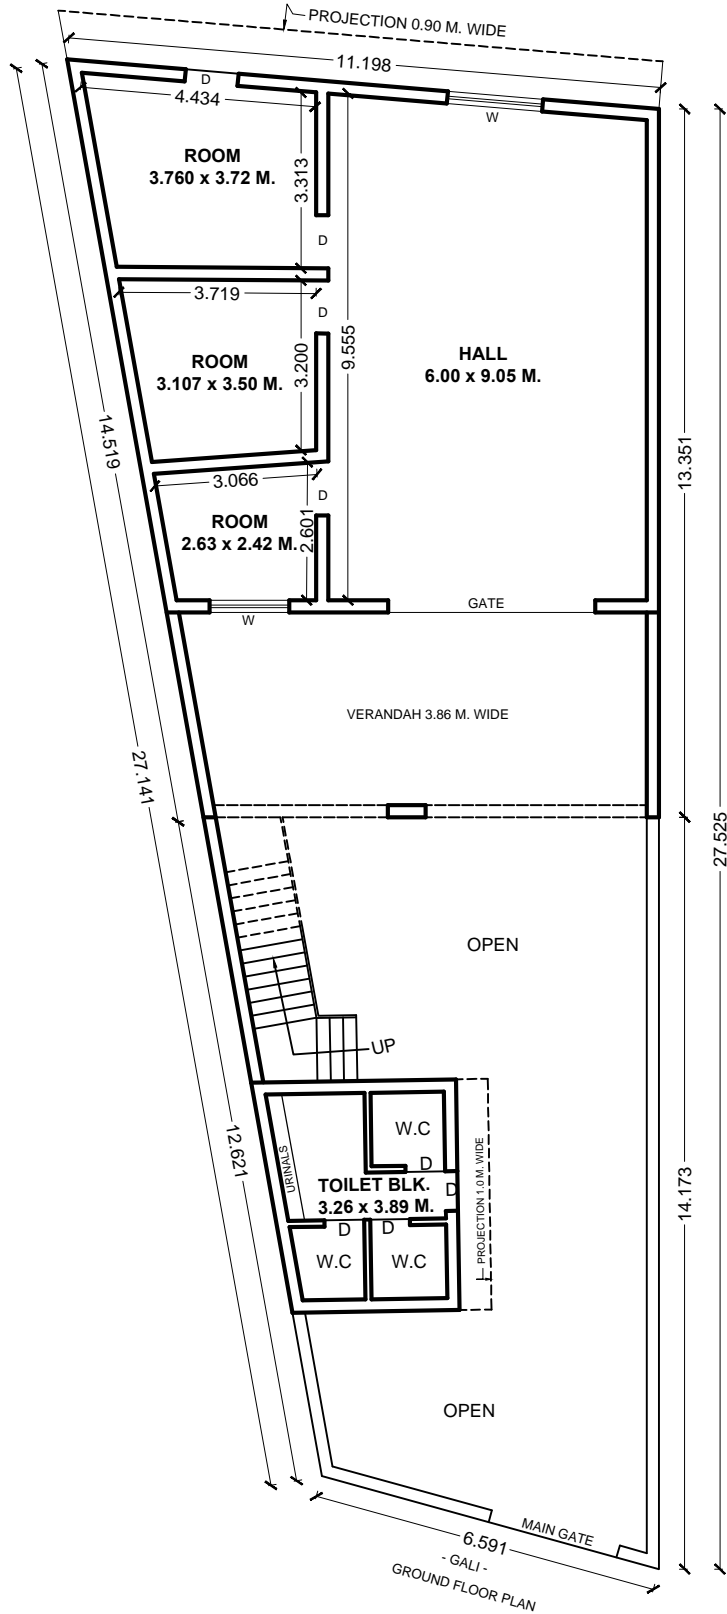 PROJECTION 0.90 M. WIDE
11.198
D
4.434
W
ROOM
3.760 x 3.72 M.
3.313
D
3.719
D
ROOM
3.107 x 3.50 M.
3.200
9.555
HALL
6.00 x 9.05 M.
14.519
13.351
3.066
D
ROOM
2.63 x 2.42 M.
2.601
W
GATE
VERANDAH 3.86 M. WIDE
27.141
27.525
OPEN
UP
12.621
URINALS
W.C
D
TOILET BLK.
3.26 x 3.89 M.
D
D
D
W.C
W.C
PROJECTION 1.0 M. WIDE
14.173
OPEN
MAIN GATE
6.591
- GALI -
GROUND FLOOR PLAN